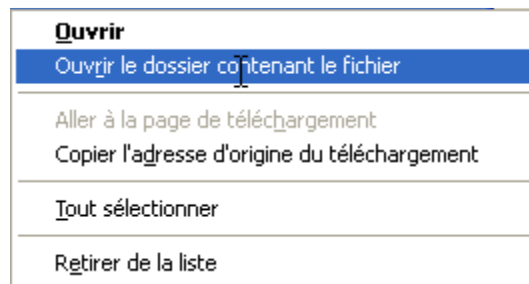 Ouvrir
Ouvrir le dossier contenant le fichier
Aller à la page de téléchargement
Copier l'adresse d'origine du téléchargement
Tout sélectionner
Retirer de la liste